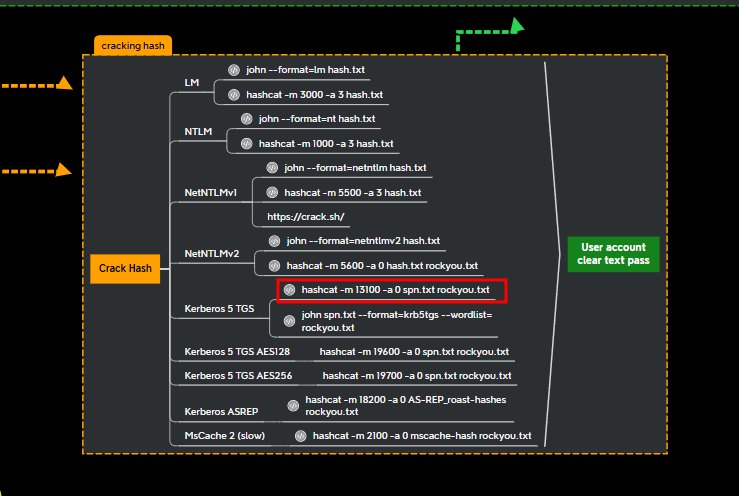 cracking hash
LM
john --format=lm hash.txt
hashcat -m 3000 -a 3 hash.txt
NTLM
john --format=nt hash.txt
hashcat -m 1000 -a 3 hash.txt
NetNTLMv1
john --format=netntlm hash.txt
hashcat -m 5500 -a 3 hash.txt
https://crack.sh/
NetNTLMv2
john --format=netntlmv2 hash.txt
hashcat -m 5600 -a 0 hash.txt rockyou.txt
Crack Hash
Kerberos 5 TGS
hashcat -m 13100 -a 0 spn.txt rockyou.txt
john spn.txt --format=krb5tgs --wordlist=
rockyou.txt
Kerberos 5 TGS AES128
hashcat -m 19600 -a 0 spn.txt rockyou.txt
Kerberos 5 TGS AES256
hashcat -m 19700 -a 0 spn.txt rockyou.txt
Kerberos ASREP
hashcat -m 18200 -a 0 AS-REP_roast-hashes
rockyou.txt
MsCache 2 (slow)
hashcat -m 2100 -a 0 mscache-hash rockyou.txt
User account
clear text pass